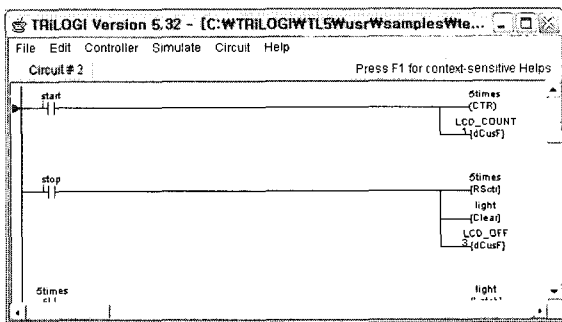 TRiLOGI Version 5.32 - [C:₩TRiLOGI₩TL5₩usr₩samples₩te...
File Edit Controller Simulate Circuit Help
Circuit # 2 Press F1 for context-sensitive Helps
start 5times
(CTR)
LCD_COUNT
1 {dCusF}
stop 5times
[RSctr]
light
[Clear]
LCD_OFF
3 {dCusF}
5times light